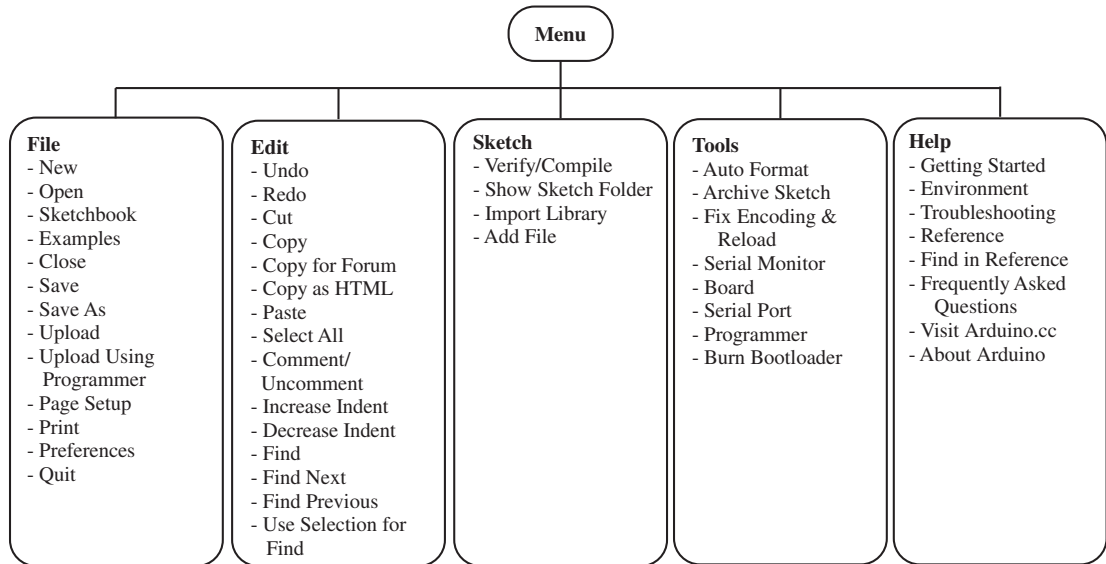 Menu
File
- New
- Open
- Sketchbook
- Examples
- Close
- Save
- Save As
- Upload
- Upload Using
Programmer
- Page Setup
- Print
- Preferences
- Quit
Edit
- Undo
- Redo
- Cut
- Copy
- Copy for Forum
- Copy as HTML
- Paste
- Select All
- Comment/
Uncomment
- Increase Indent
- Decrease Indent
- Find
- Find Next
- Find Previous
- Use Selection for
Find
Sketch
- Verify/Compile
- Show Sketch Folder
- Import Library
- Add File
Tools
- Auto Format
- Archive Sketch
- Fix Encoding &
Reload
- Serial Monitor
- Board
- Serial Port
- Programmer
- Burn Bootloader
Help
- Getting Started
- Environment
- Troubleshooting
- Reference
- Find in Reference
- Frequently Asked
Questions
- Visit Arduino.cc
- About Arduino